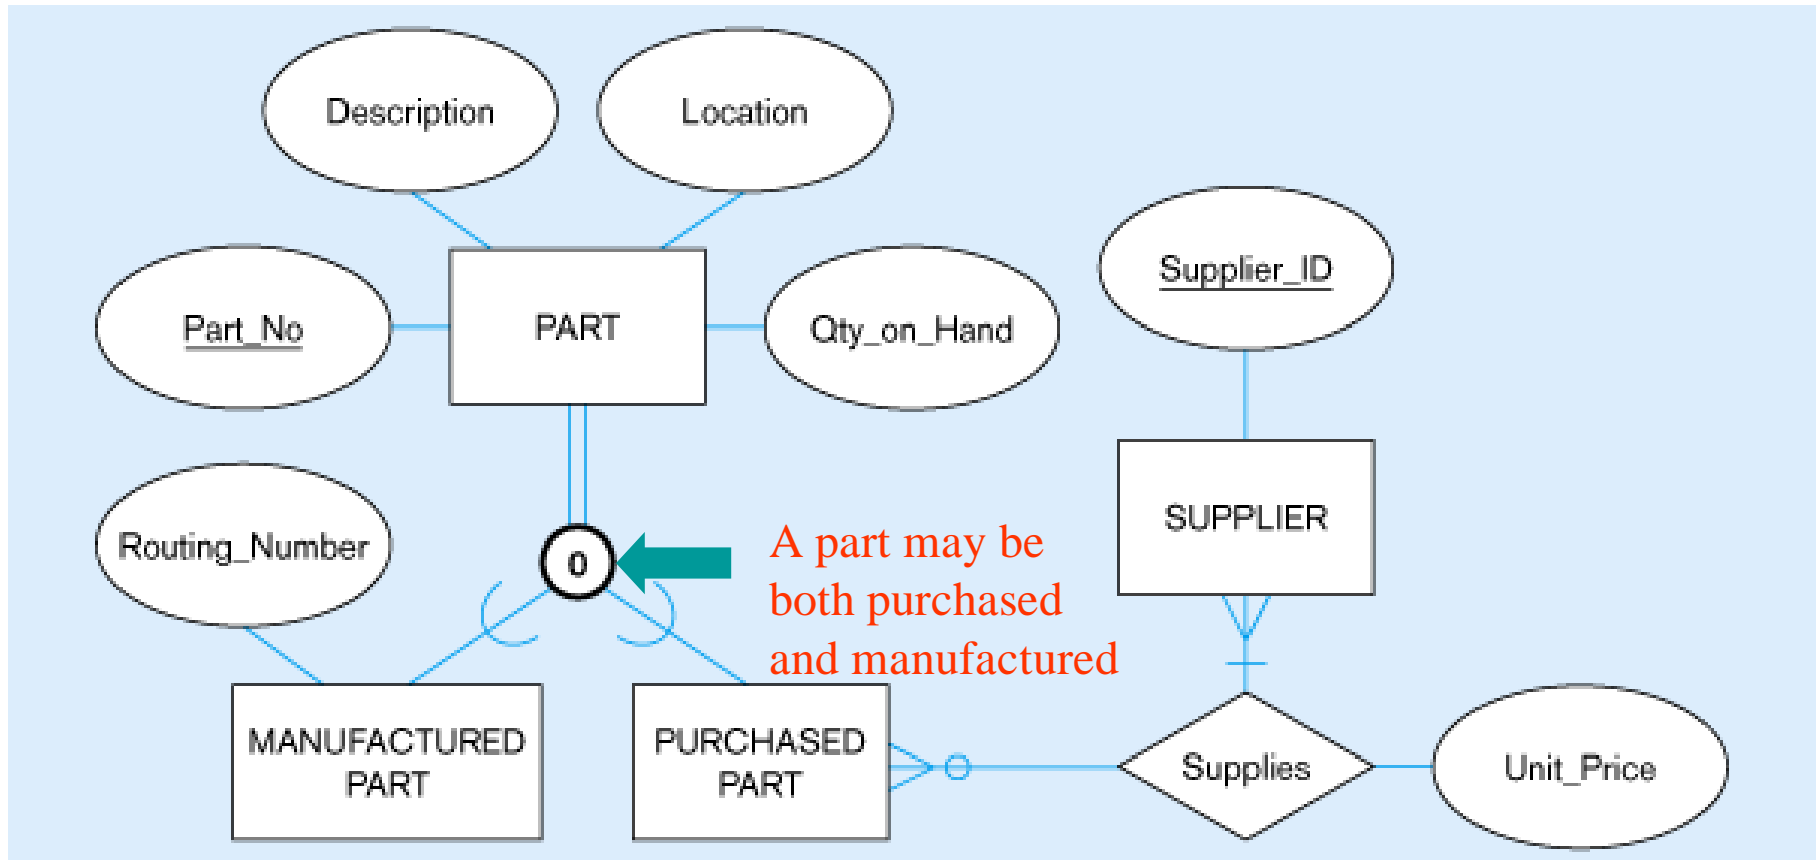 Description
Location
Part_No
PART
Qty_on_Hand
Supplier_ID
Routing_Number
SUPPLIER
o
A part may be
both purchased
and manufactured
MANUFACTURED
PART
PURCHASED
PART
Supplies
Unit_Price